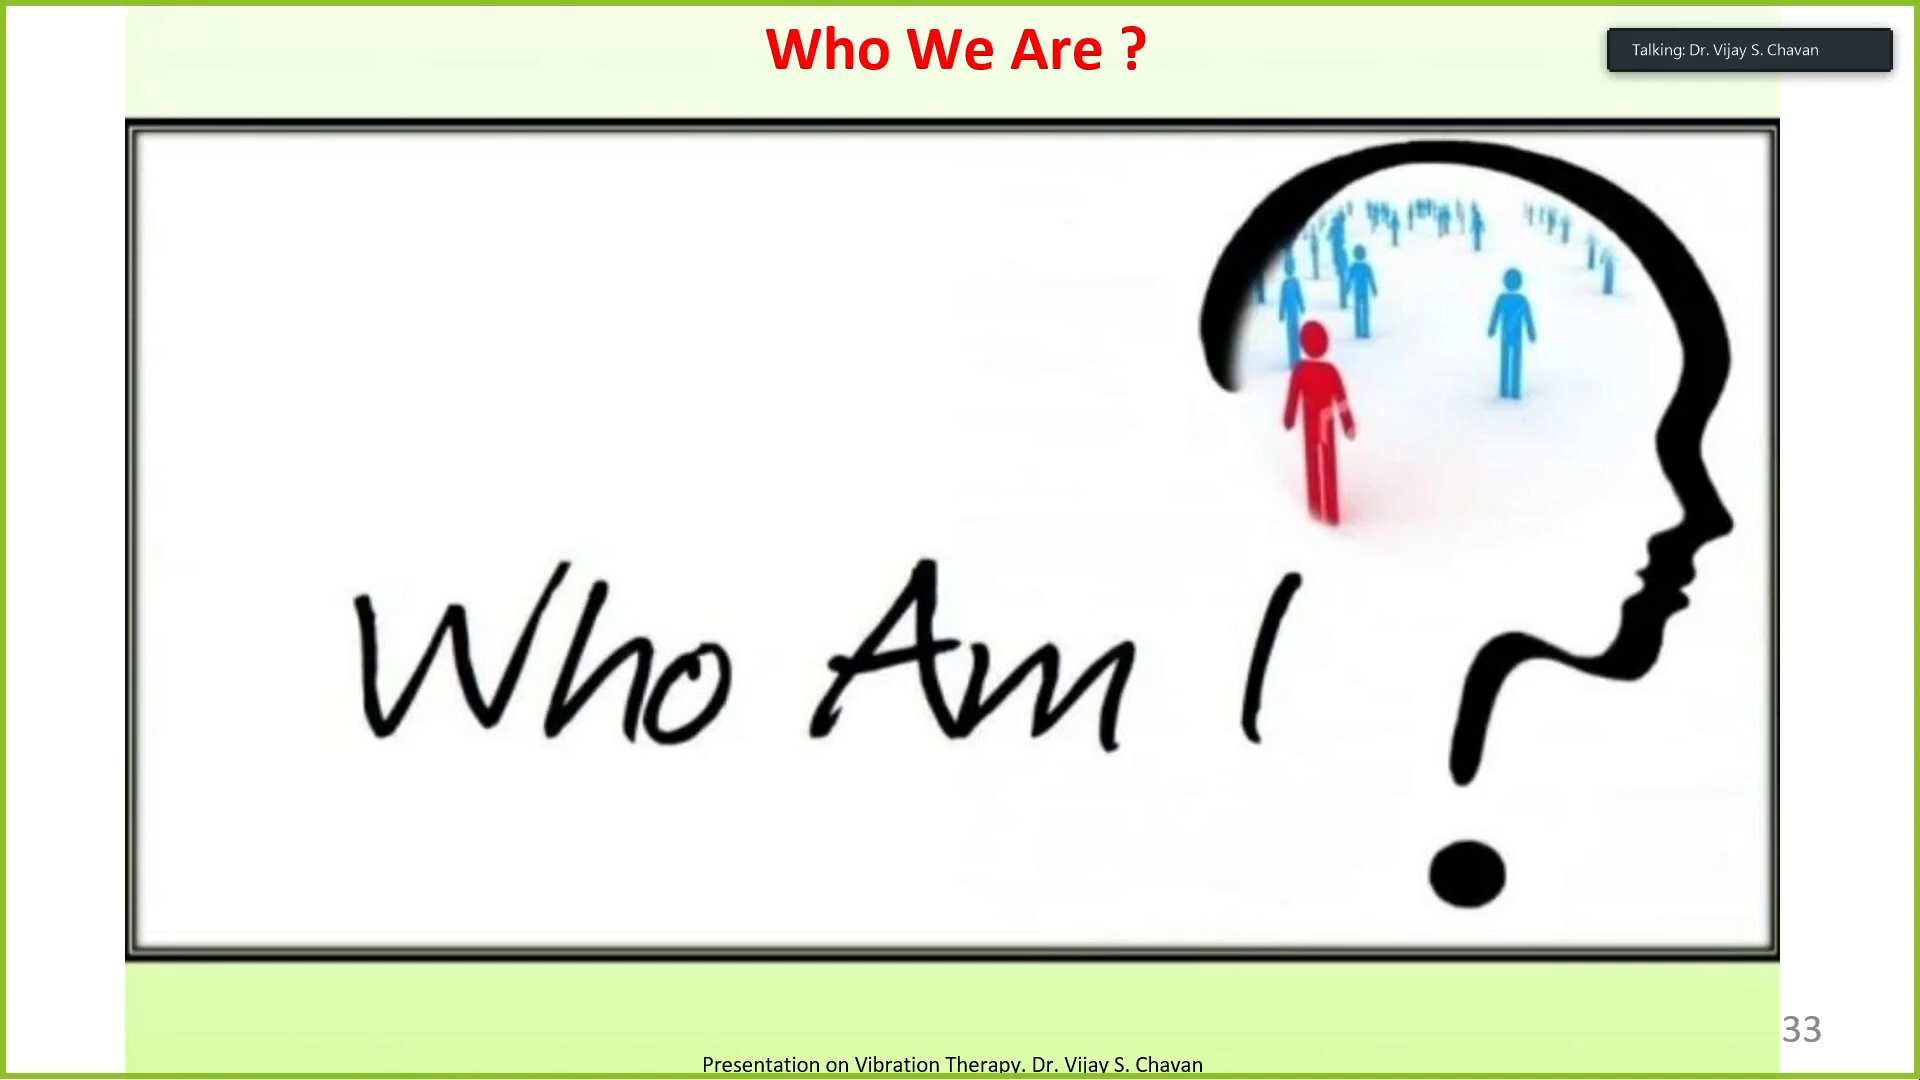 Who We Are ?
Talking: Dr. Vijay S. Chavan
Who Am I ?
33
Presentation on Vibration Therapy. Dr. Vijay S. Chavan